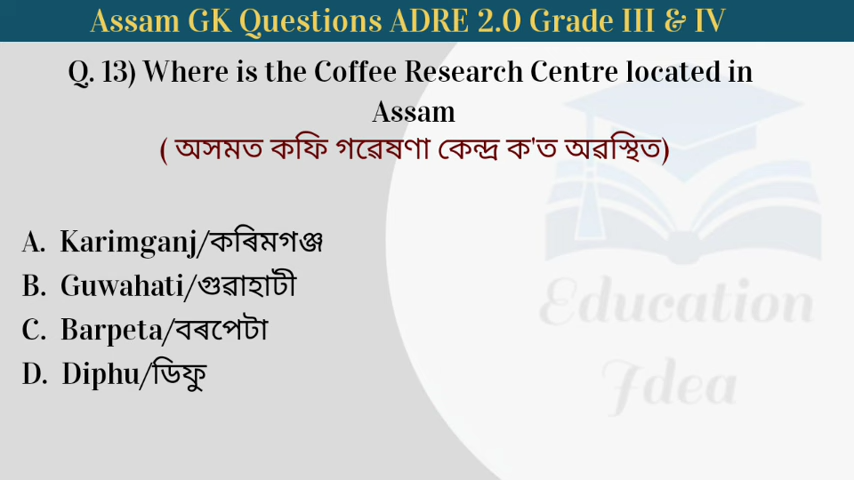 Assam GK Questions ADRE 2.0 Grade III & IV
Q. 13) Where is the Coffee Research Centre located in
Assam
( অসমত কফি গৱেষণা কেন্দ্ৰ ক'ত অৱস্থিত)
A. Karimganj/কৰিমগঞ্জ
B. Guwahati/গুৱাহাটী
C. Barpeta/বৰপেটা
D. Diphu/ডিফু
Education
Idea